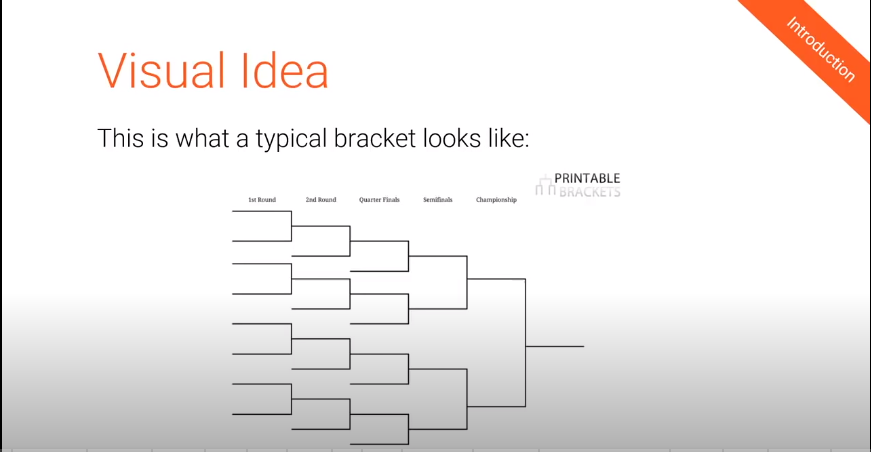 Introduction
Visual Idea
This is what a typical bracket looks like:
PRINTABLE
BRACKETS
1st Round 2nd Round Quarter Finals Semifinals Championship